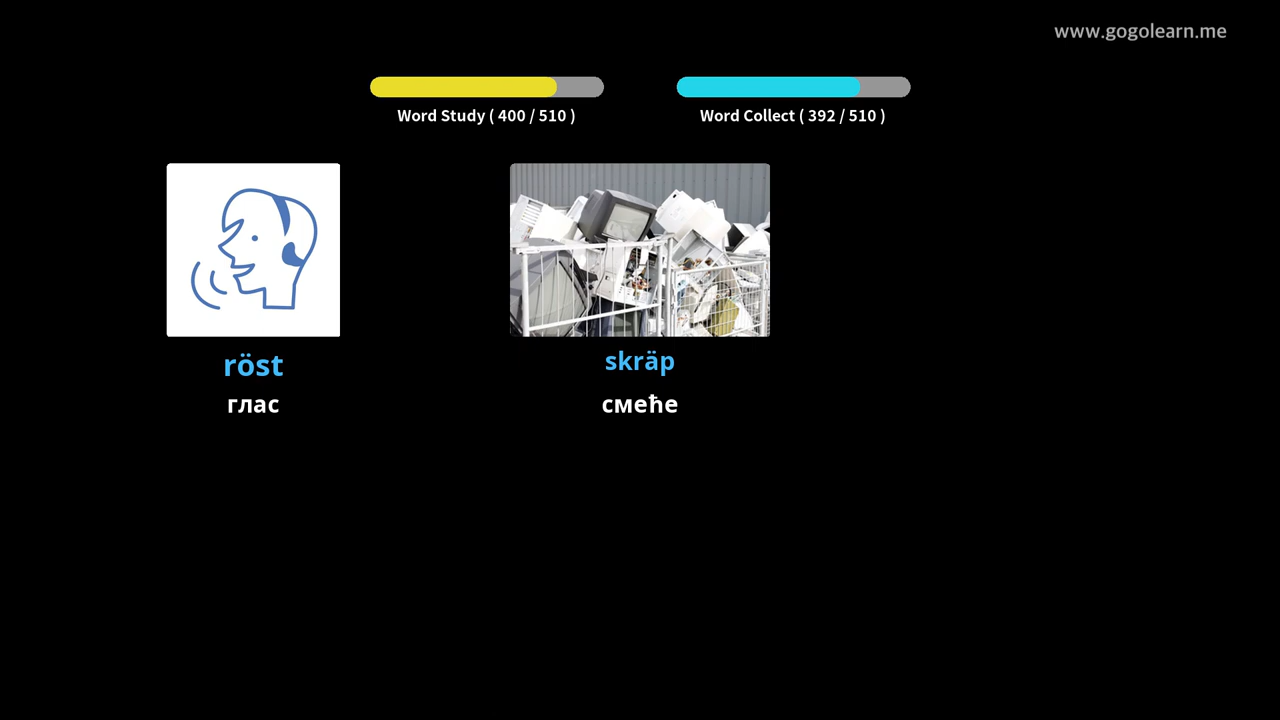 www.gogolearn.me
Word Study ( 400 / 510 )
Word Collect ( 392 / 510 )
röst
skräp
глас
смеће